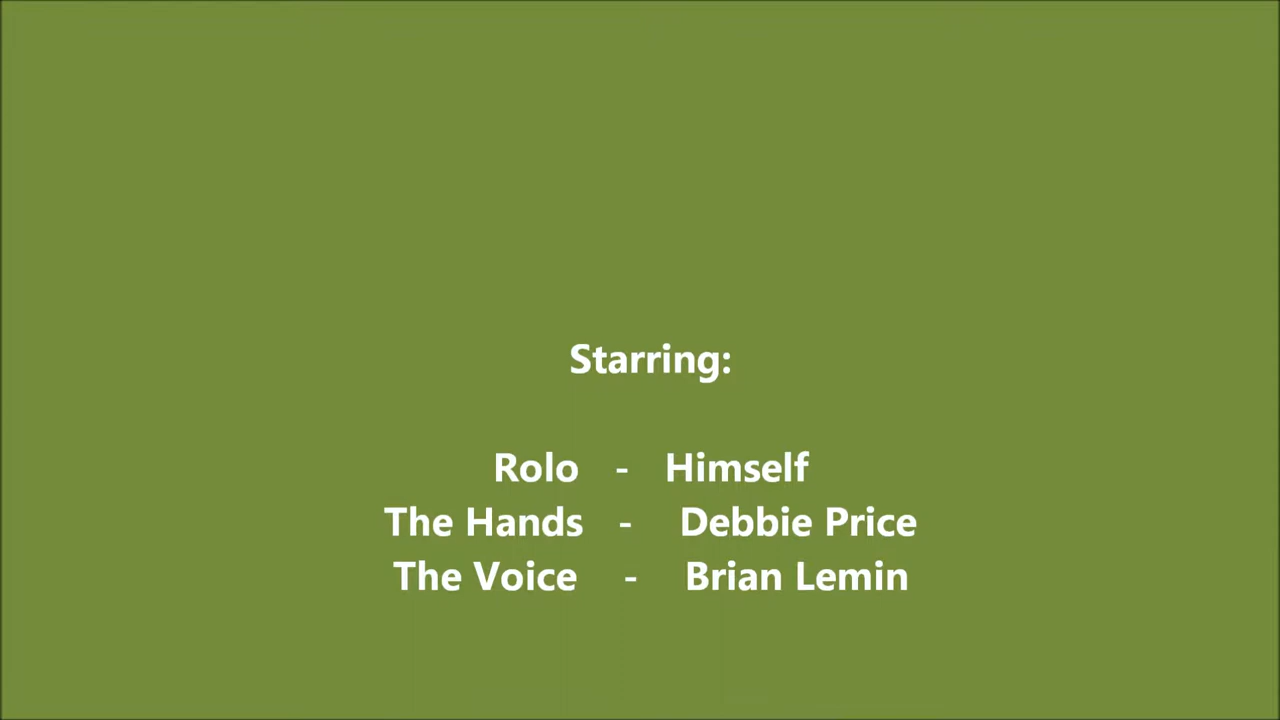 Starring:
Rolo - Himself
The Hands - Debbie Price
The Voice - Brian Lemin